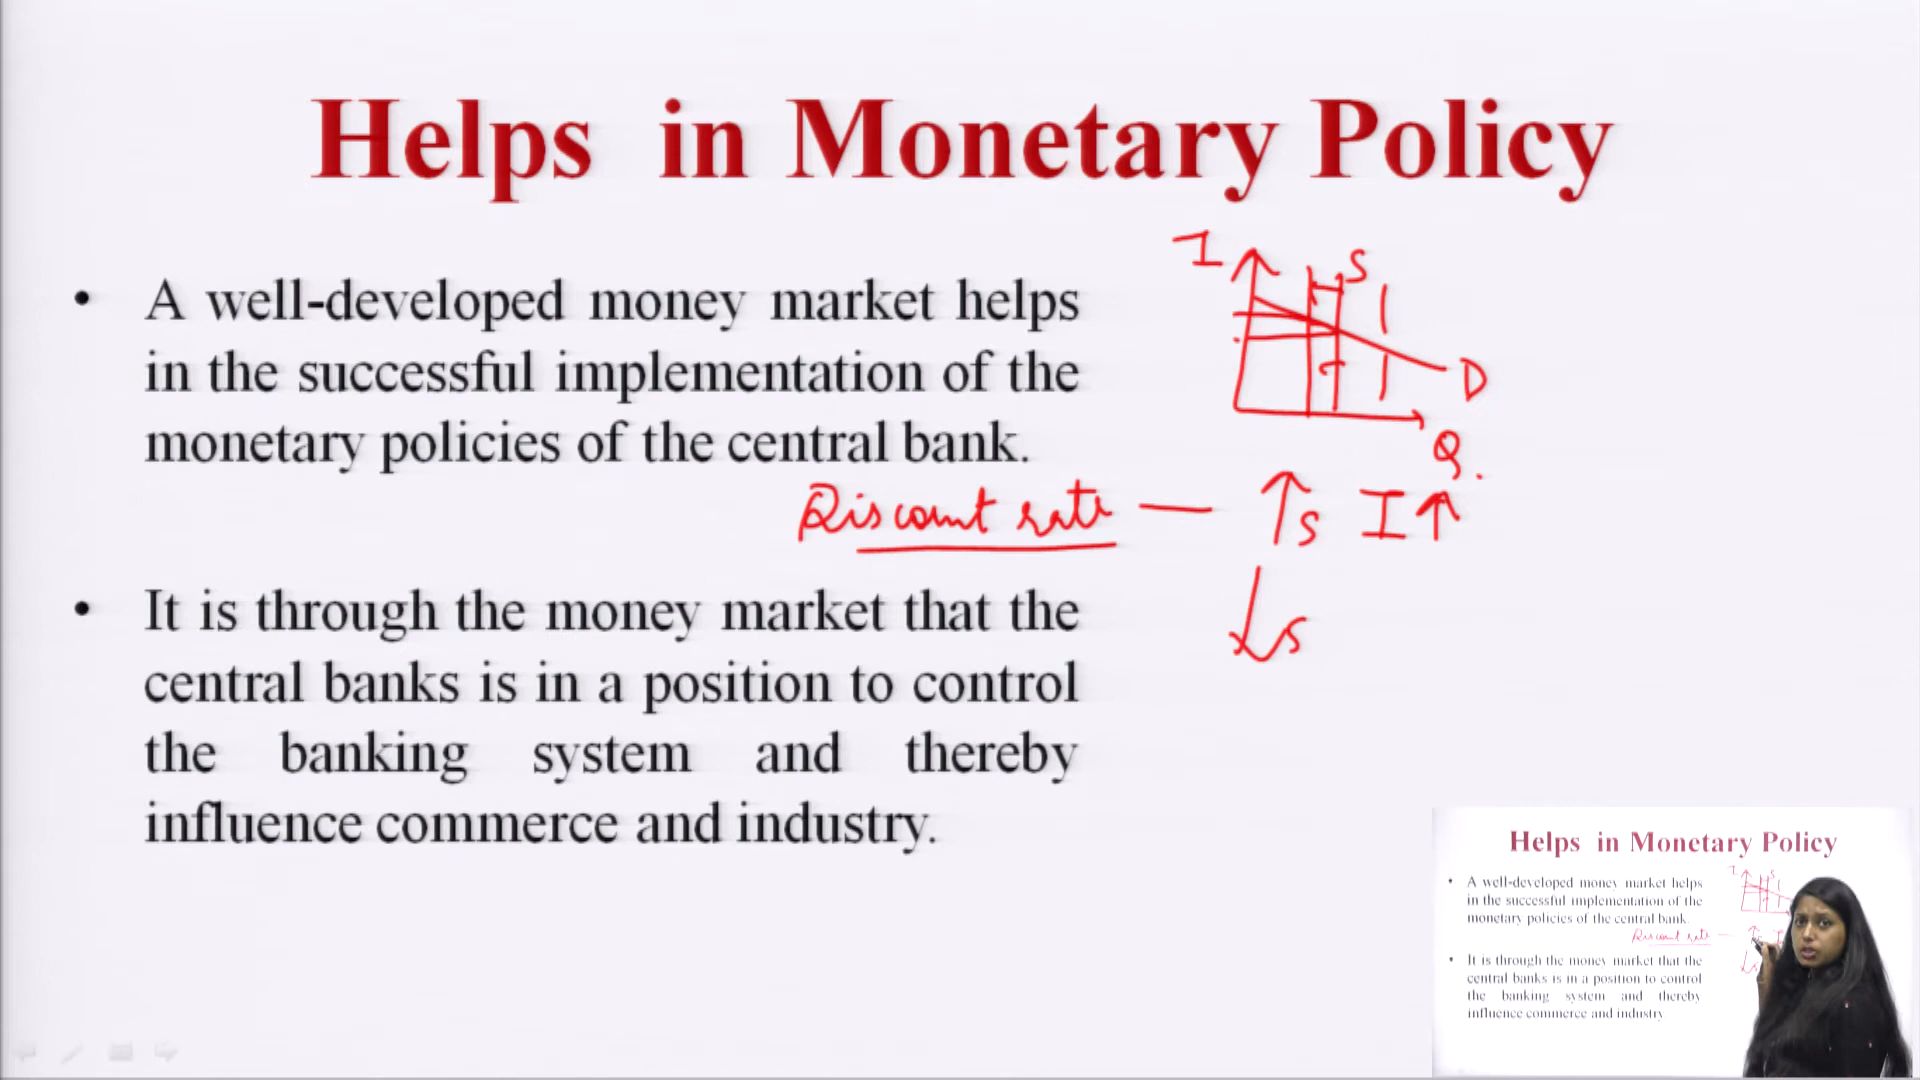 Helps in Monetary Policy
• A well-developed money market helps
in the successful implementation of the
monetary policies of the central bank.
I
S
D
Q.
Discount rate — ↑s I↑
↓s
• It is through the money market that the
central banks is in a position to control
the banking system and thereby
influence commerce and industry.
Helps in Monetary Policy
• A well-developed money market helps
in the successful implementation of the
monetary policies of the central bank.
Discount rate —
• It is through the money market that the
central banks is in a position to control
the banking system and thereby
influence commerce and industry